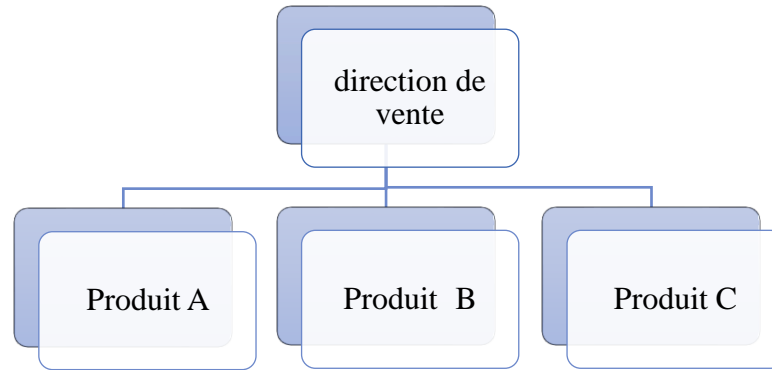 direction de
vente
Produit A
Produit B
Produit C